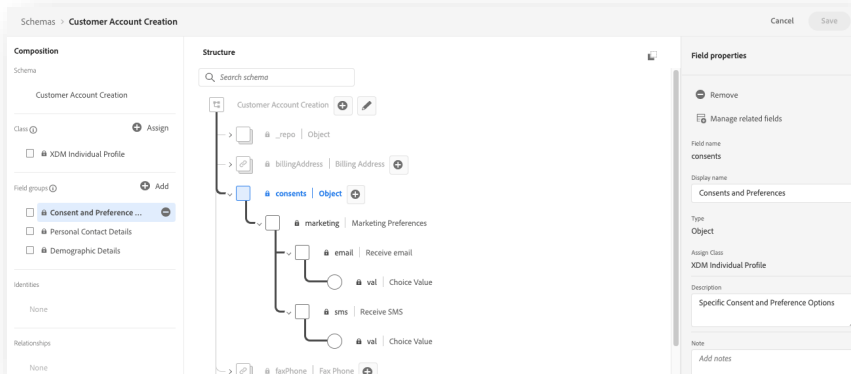 Schemas > Customer Account Creation
Cancel
Save
Composition
Schema
Customer Account Creation
Class
Assign
XDM Individual Profile
Field groups
Add
Consent and Preference ...
Personal Contact Details
Demographic Details
Identities
None
Relationships
None
Structure
Search schema
Customer Account Creation
_repo | Object
billingAddress | Billing Address
consents | Object
marketing | Marketing Preferences
email | Receive email
val | Choice Value
sms | Receive SMS
val | Choice Value
faxPhone | Fax Phone
Field properties
Remove
Manage related fields
Field name
consents
Display name
Consents and Preferences
Type
Object
Assign Class
XDM Individual Profile
Description
Specific Consent and Preference Options
Note
Add notes